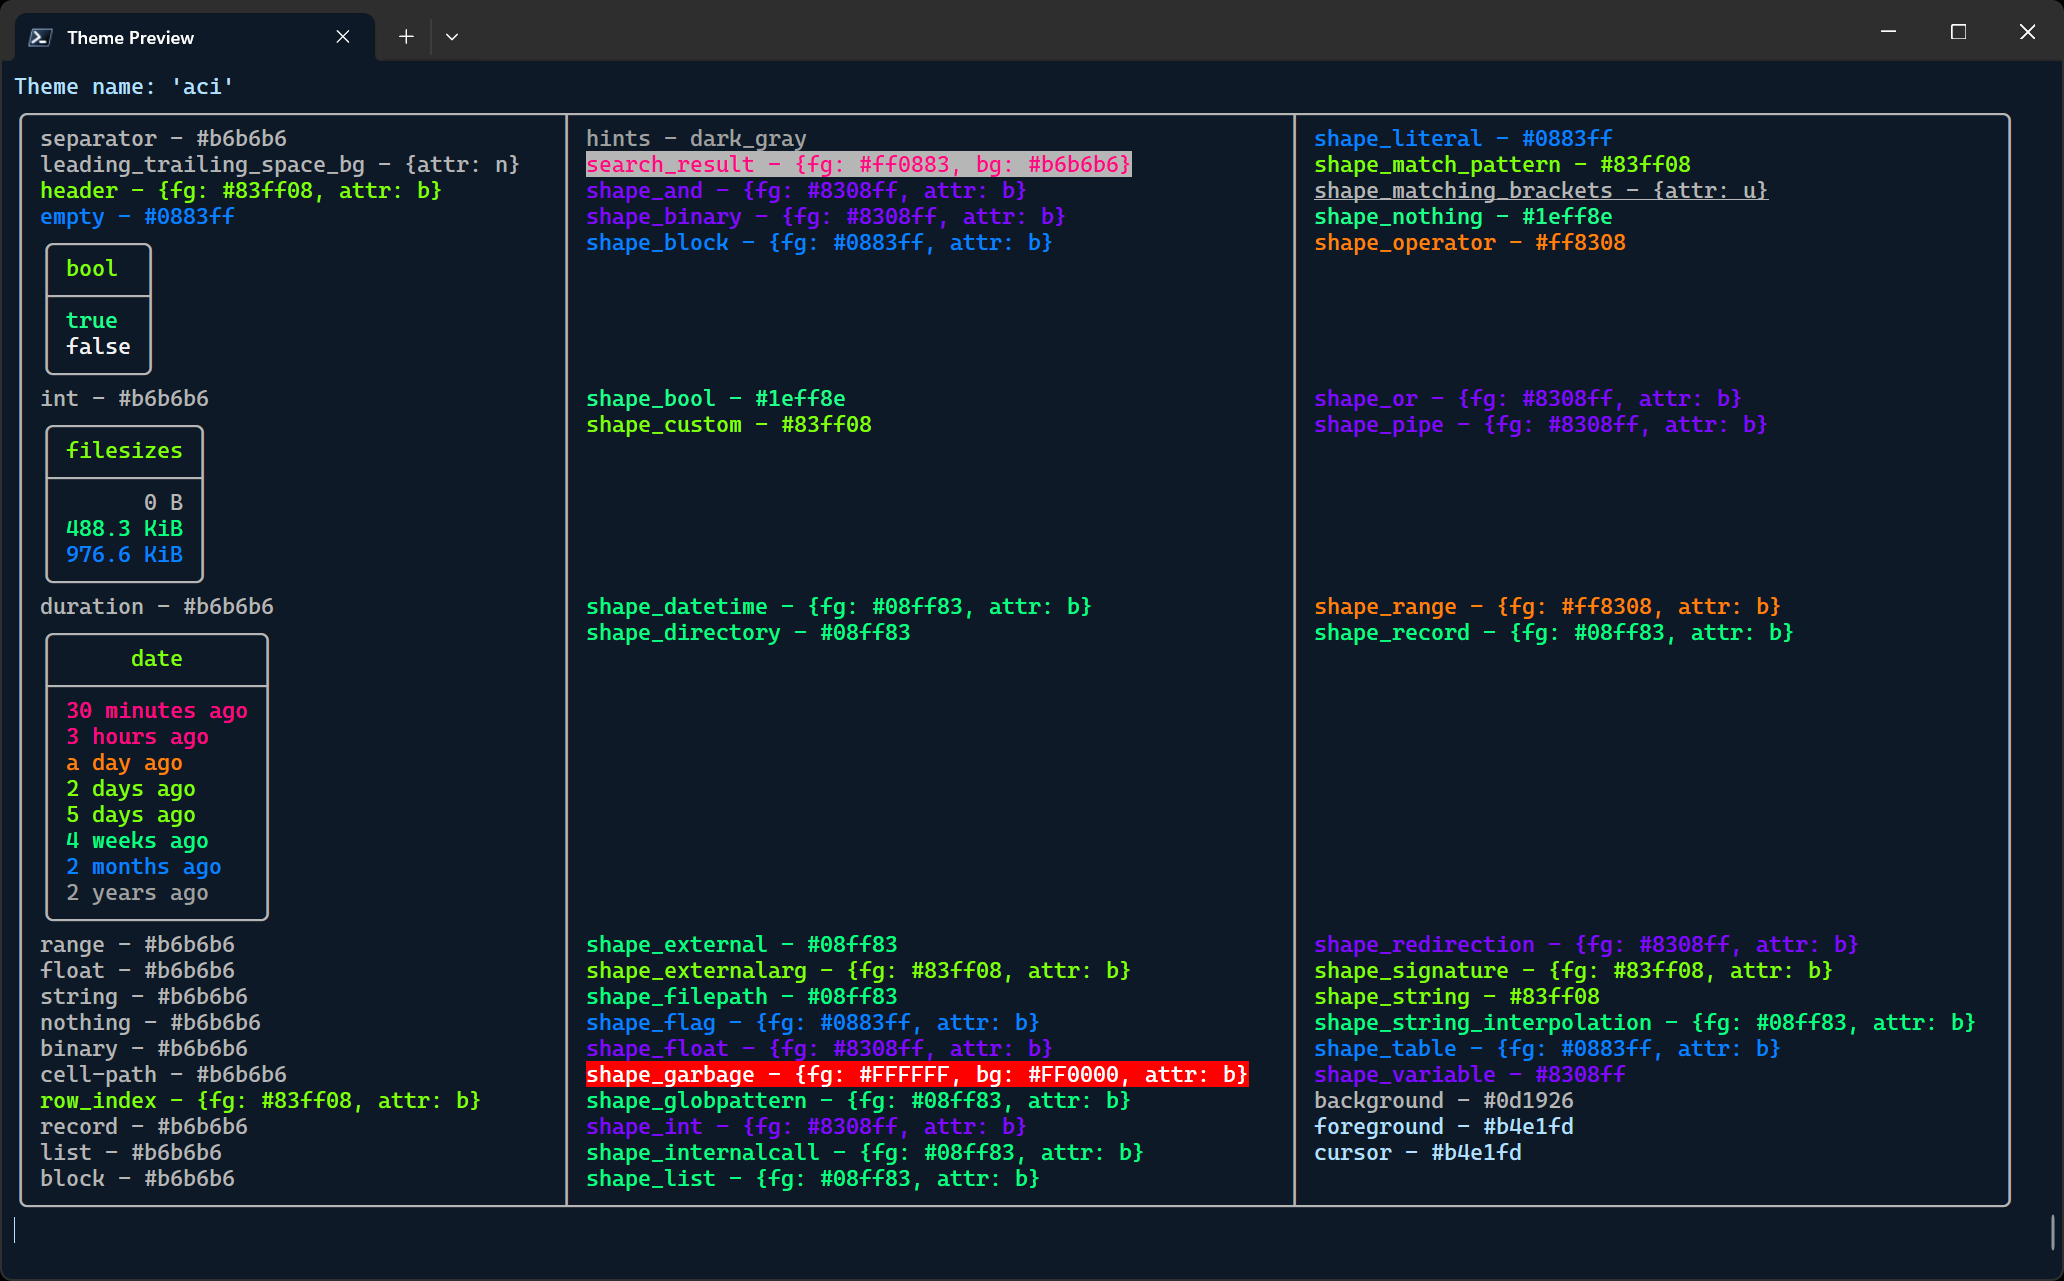 Theme Preview
Theme name: 'aci'
separator - #b6b6b6
leading_trailing_space_bg - {attr: n}
header - {fg: #83ff08, attr: b}
empty - #0883ff
bool
true
false
int - #b6b6b6
filesizes
0 B
488.3 KiB
976.6 KiB
duration - #b6b6b6
date
30 minutes ago
3 hours ago
a day ago
2 days ago
5 days ago
4 weeks ago
2 months ago
2 years ago
range - #b6b6b6
float - #b6b6b6
string - #b6b6b6
nothing - #b6b6b6
binary - #b6b6b6
cell-path - #b6b6b6
row_index - {fg: #83ff08, attr: b}
record - #b6b6b6
list - #b6b6b6
block - #b6b6b6
hints - dark_gray
search_result - {fg: #ff0883, bg: #b6b6b6}
shape_and - {fg: #8308ff, attr: b}
shape_binary - {fg: #8308ff, attr: b}
shape_block - {fg: #0883ff, attr: b}
shape_bool - #1eff8e
shape_custom - #83ff08
shape_datetime - {fg: #08ff83, attr: b}
shape_directory - #08ff83
shape_external - #08ff83
shape_externalarg - {fg: #83ff08, attr: b}
shape_filepath - #08ff83
shape_flag - {fg: #0883ff, attr: b}
shape_float - {fg: #8308ff, attr: b}
shape_garbage - {fg: #FFFFFF, bg: #FF0000, attr: b}
shape_globpattern - {fg: #08ff83, attr: b}
shape_int - {fg: #8308ff, attr: b}
shape_internalcall - {fg: #08ff83, attr: b}
shape_list - {fg: #08ff83, attr: b}
shape_literal - #0883ff
shape_match_pattern - #83ff08
shape_matching_brackets - {attr: u}
shape_nothing - #1eff8e
shape_operator - #ff8308
shape_or - {fg: #8308ff, attr: b}
shape_pipe - {fg: #8308ff, attr: b}
shape_range - {fg: #ff8308, attr: b}
shape_record - {fg: #08ff83, attr: b}
shape_redirection - {fg: #8308ff, attr: b}
shape_signature - {fg: #83ff08, attr: b}
shape_string - #83ff08
shape_string_interpolation - {fg: #08ff83, attr: b}
shape_table - {fg: #0883ff, attr: b}
shape_variable - #8308ff
background - #0d1926
foreground - #b4e1fd
cursor - #b4e1fd